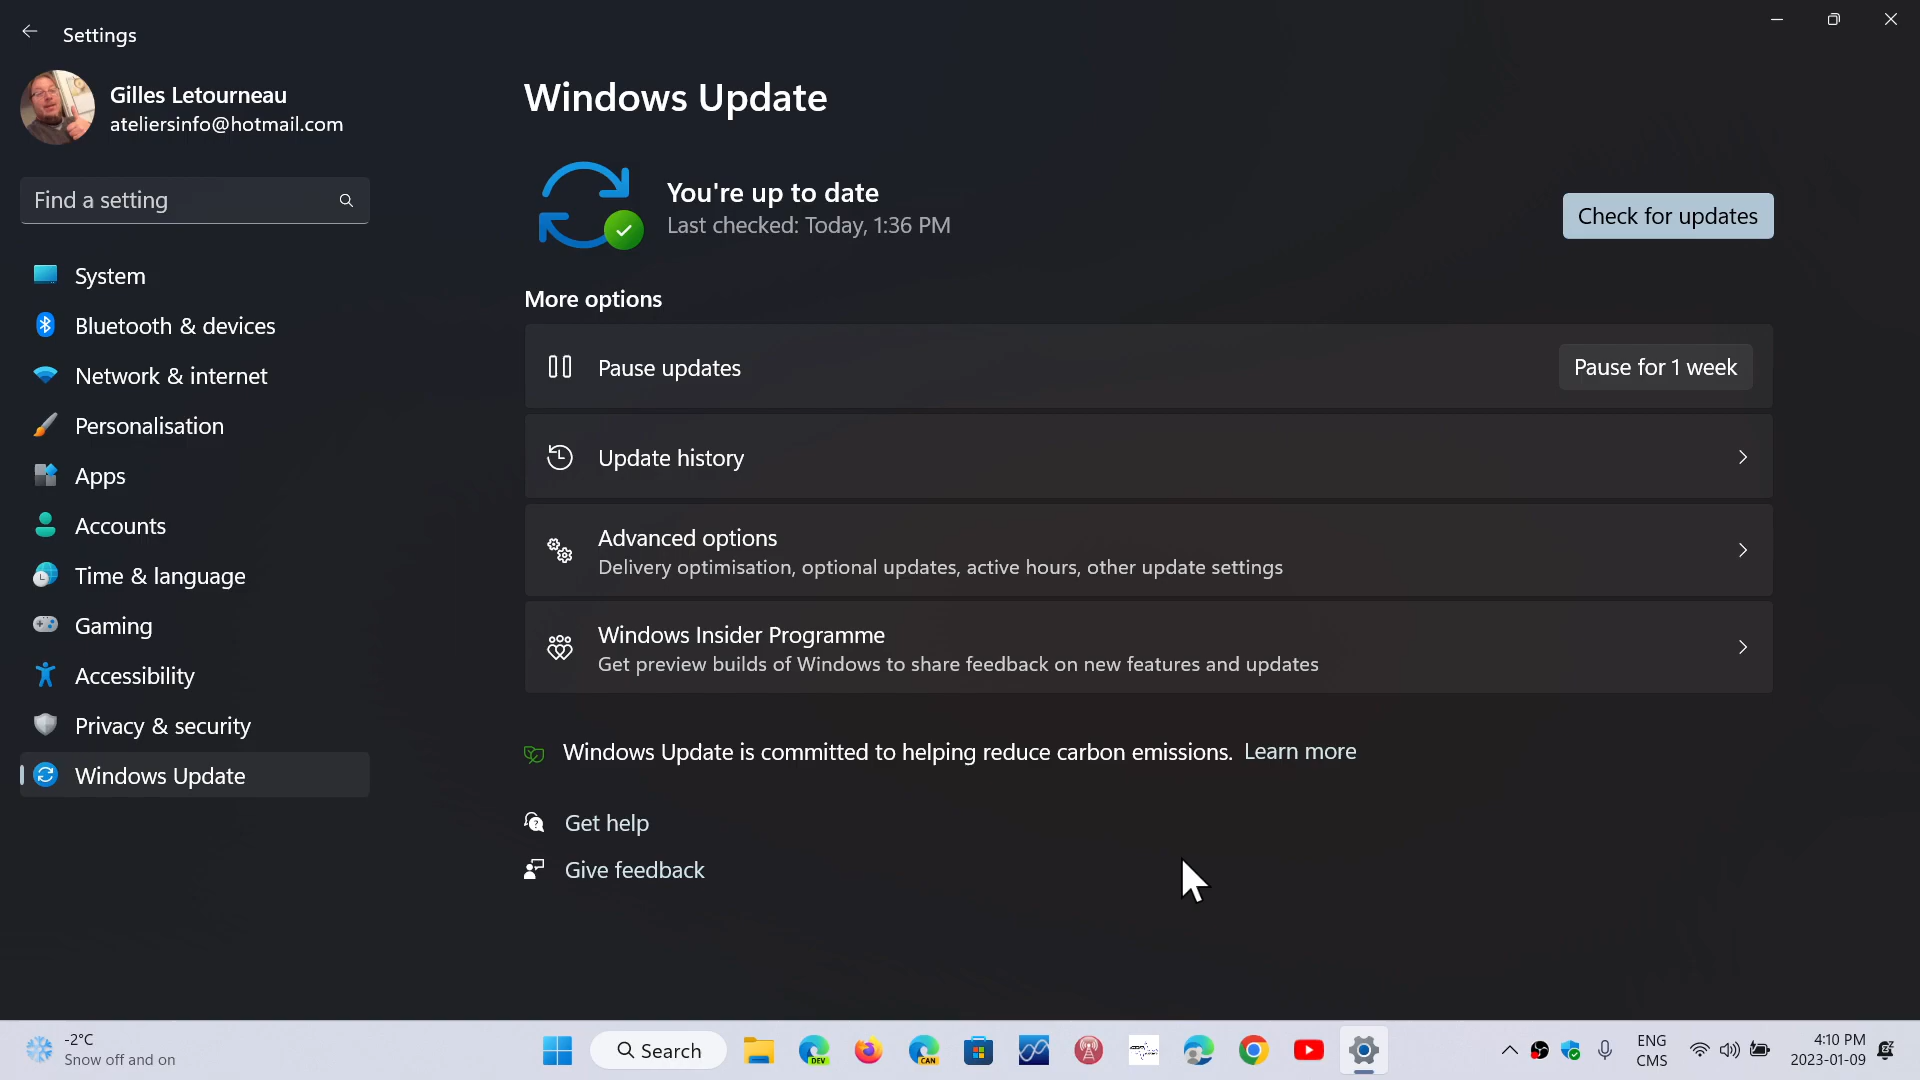 Settings
Gilles Letourneau
ateliersinfo@hotmail.com
Find a setting
System
Bluetooth & devices
Network & internet
Personalisation
Apps
Accounts
Time & language
Gaming
Accessibility
Privacy & security
Windows Update
Windows Update
You're up to date
Last checked: Today, 1:36 PM
Check for updates
More options
Pause updates
Pause for 1 week
Update history
Advanced options
Delivery optimisation, optional updates, active hours, other update settings
Windows Insider Programme
Get preview builds of Windows to share feedback on new features and updates
Windows Update is committed to helping reduce carbon emissions. Learn more
Get help
Give feedback
-2°C
Snow off and on
Search
DEV
CAN
ENG
CMS
4:10 PM
2023-01-09